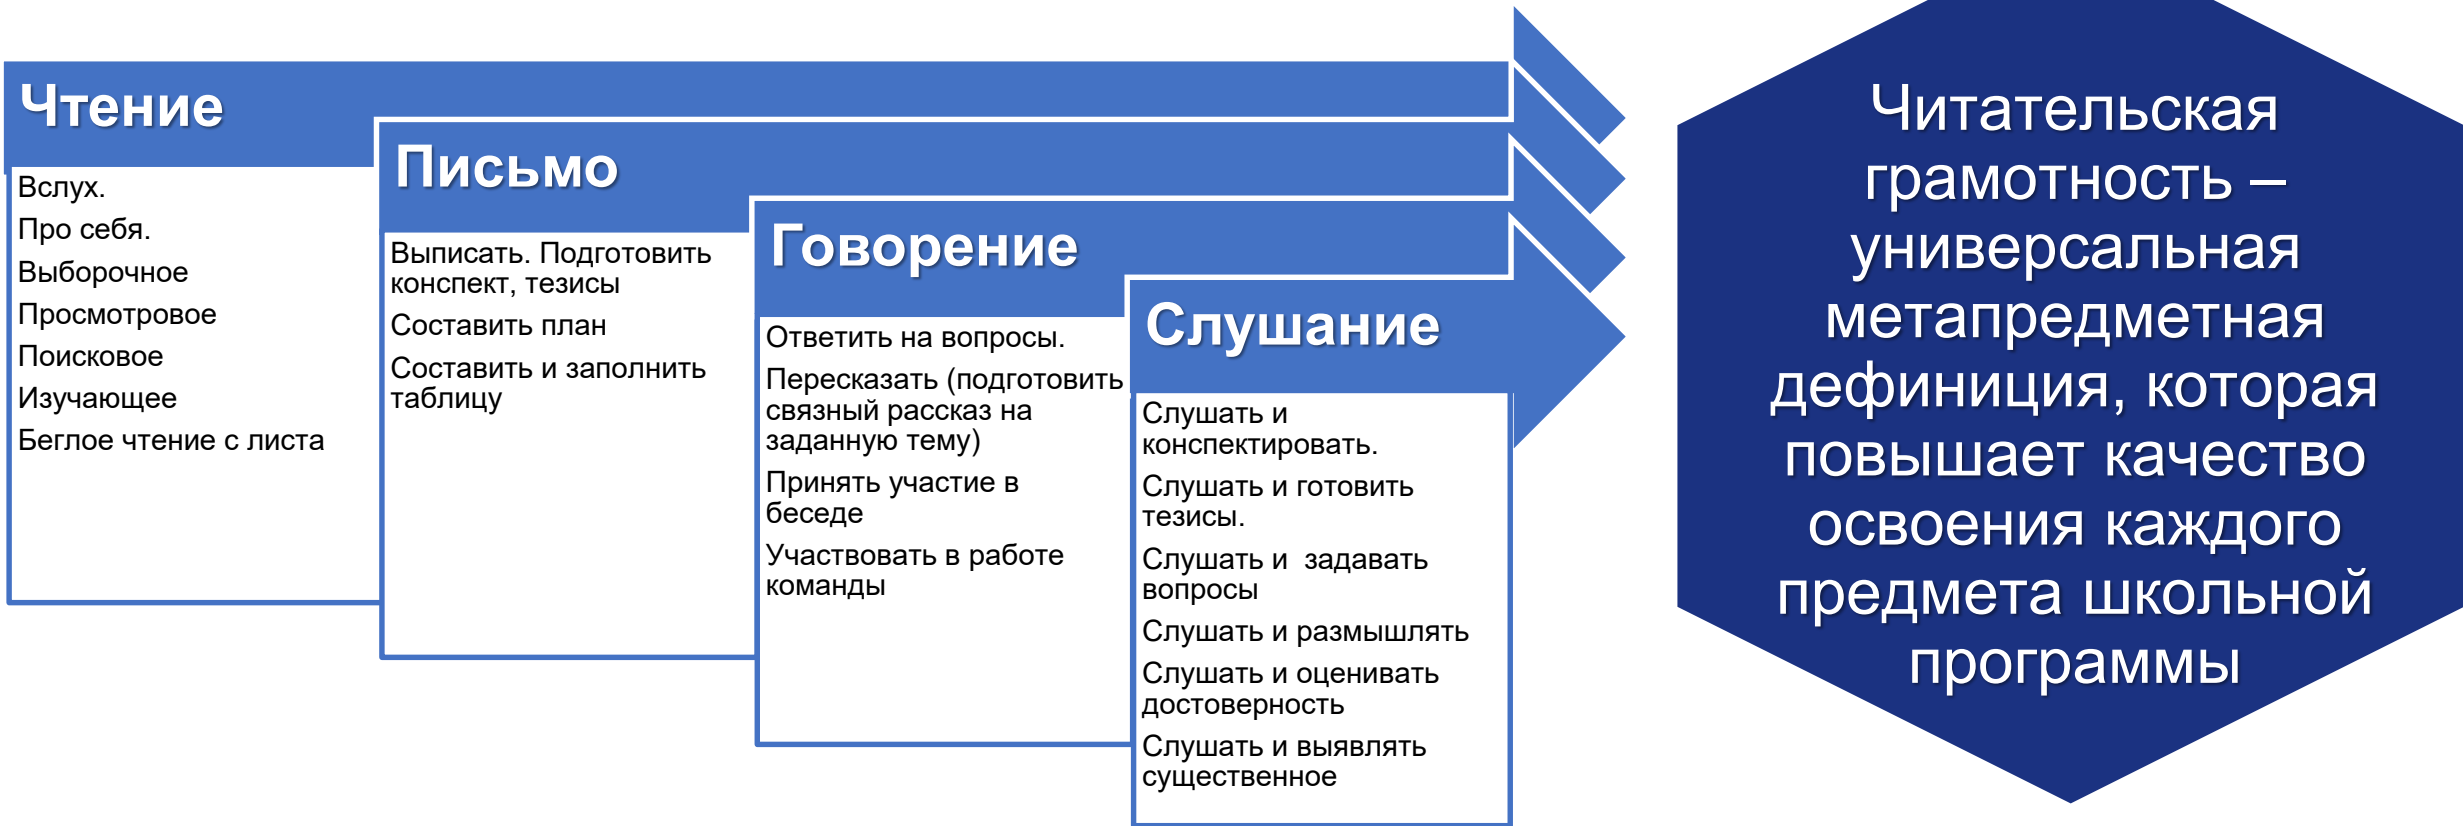 Чтение
Вслух.
Про себя.
Выборочное
Просмотровое
Поисковое
Изучающее
Беглое чтение с листа
Письмо
Выписать. Подготовить
конспект, тезисы
Составить план
Составить и заполнить
таблицу
Говорение
Ответить на вопросы.
Пересказать (подготовить
связный рассказ на
заданную тему)
Принять участие в
беседе
Участвовать в работе
команды
Слушание
Слушать и
конспектировать.
Слушать и готовить
тезисы.
Слушать и  задавать
вопросы
Слушать и размышлять
Слушать и оценивать
достоверность
Слушать и выявлять
существенное
Читательская
грамотность –
универсальная
метапредметная
дефиниция, которая
повышает качество
освоения каждого
предмета школьной
программы